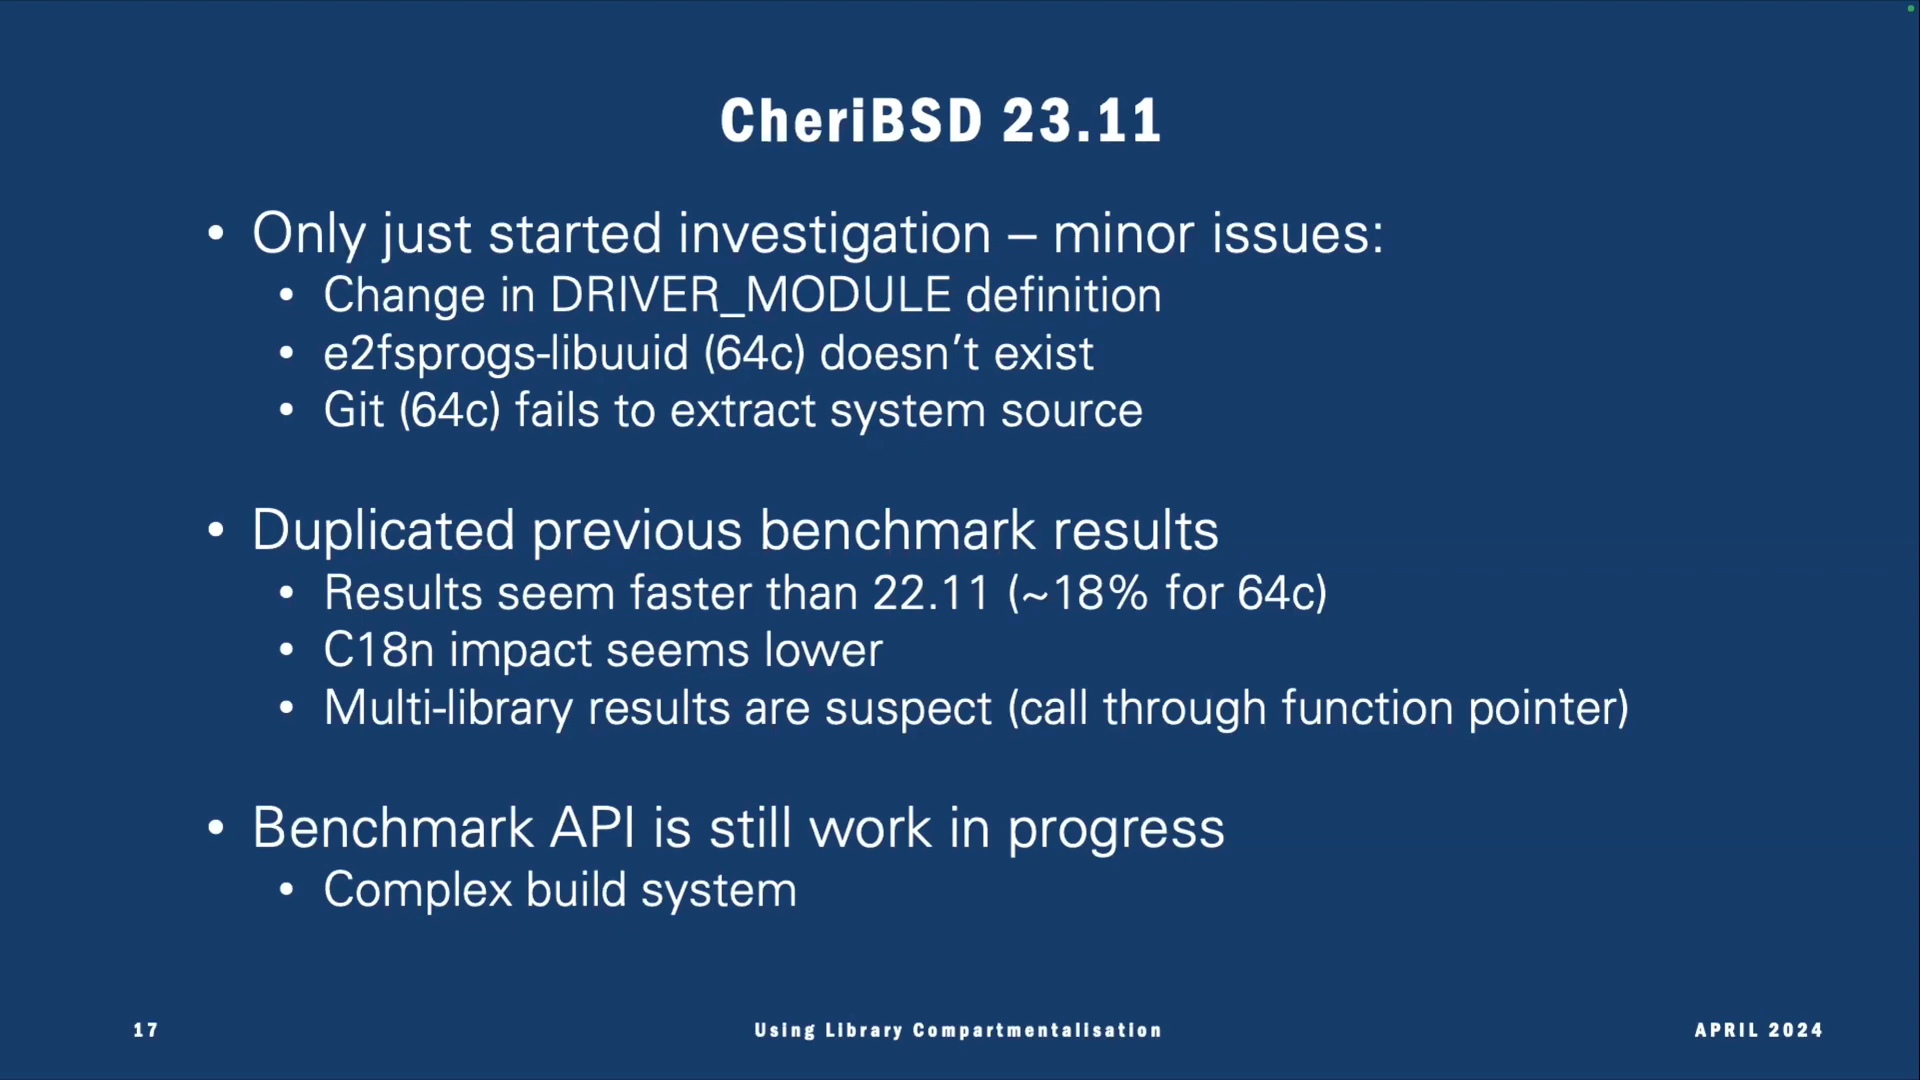 CheriBSD 23.11
• Only just started investigation – minor issues:
• Change in DRIVER_MODULE definition
• e2fsprogs-libuuid (64c) doesn’t exist
• Git (64c) fails to extract system source
• Duplicated previous benchmark results
• Results seem faster than 22.11 (~18% for 64c)
• C18n impact seems lower
• Multi-library results are suspect (call through function pointer)
• Benchmark API is still work in progress
• Complex build system
17
Using Library Compartmentalisation
APRIL 2024